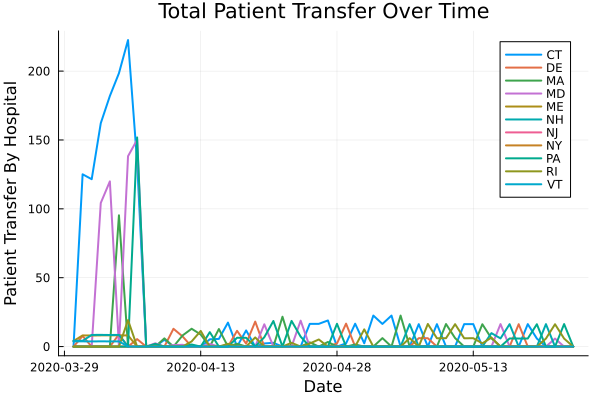 Total Patient Transfer Over Time
Patient Transfer By Hospital
200
150
100
50
0
2020-03-29
2020-04-13
2020-04-28
2020-05-13
Date
CT
DE
MA
MD
ME
NH
NJ
NY
PA
RI
VT